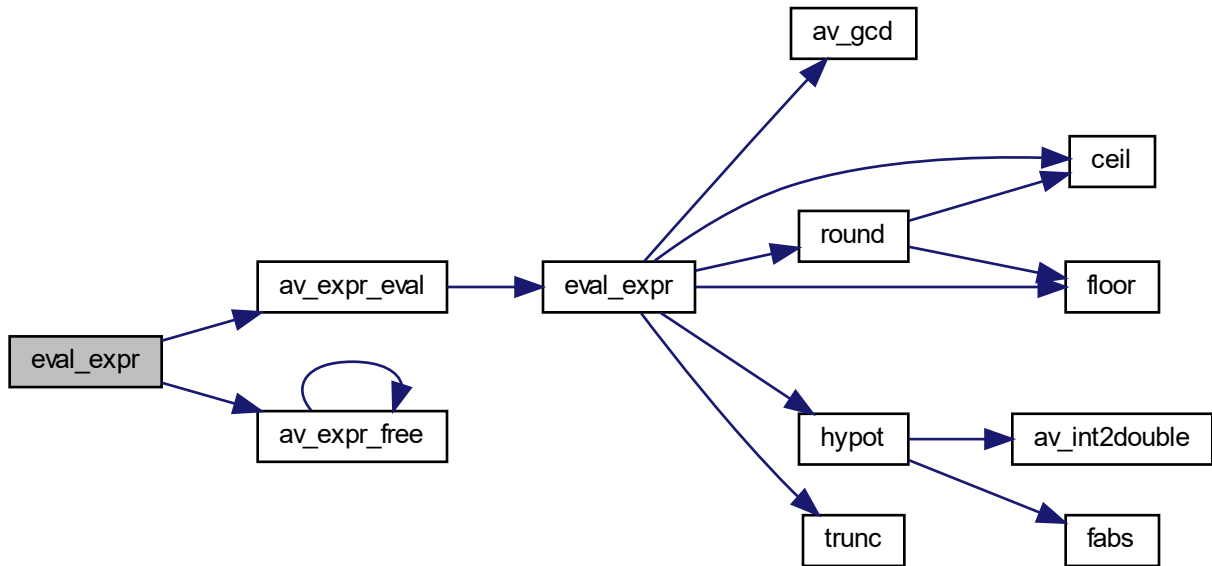 av_gcd
ceil
round
av_expr_eval
eval_expr
floor
eval_expr
av_expr_free
hypot
av_int2double
trunc
fabs